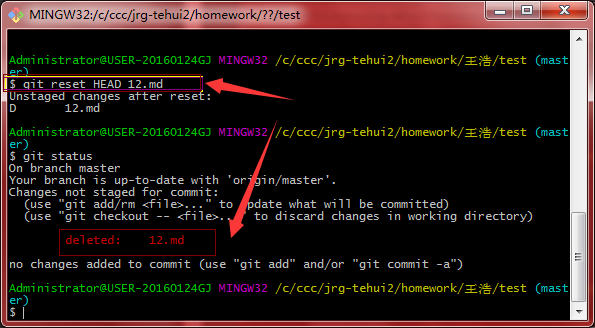 MINGW32:/c/ccc/jrg-tehui2/homework/??/test
Administrator@USER-20160124GJ MINGW32 /c/ccc/jrg-tehui2/homework/王浩/test (mast
er)
$ git reset HEAD 12.md
Unstaged changes after reset:
D       12.md
Administrator@USER-20160124GJ MINGW32 /c/ccc/jrg-tehui2/homework/王浩/test (mast
er)
$ git status
On branch master
Your branch is up-to-date with 'origin/master'.
Changes not staged for commit:
  (use "git add/rm <file>..." to update what will be committed)
  (use "git checkout -- <file>..." to discard changes in working directory)
        deleted:    12.md
no changes added to commit (use "git add" and/or "git commit -a")
Administrator@USER-20160124GJ MINGW32 /c/ccc/jrg-tehui2/homework/王浩/test (mast
er)
$